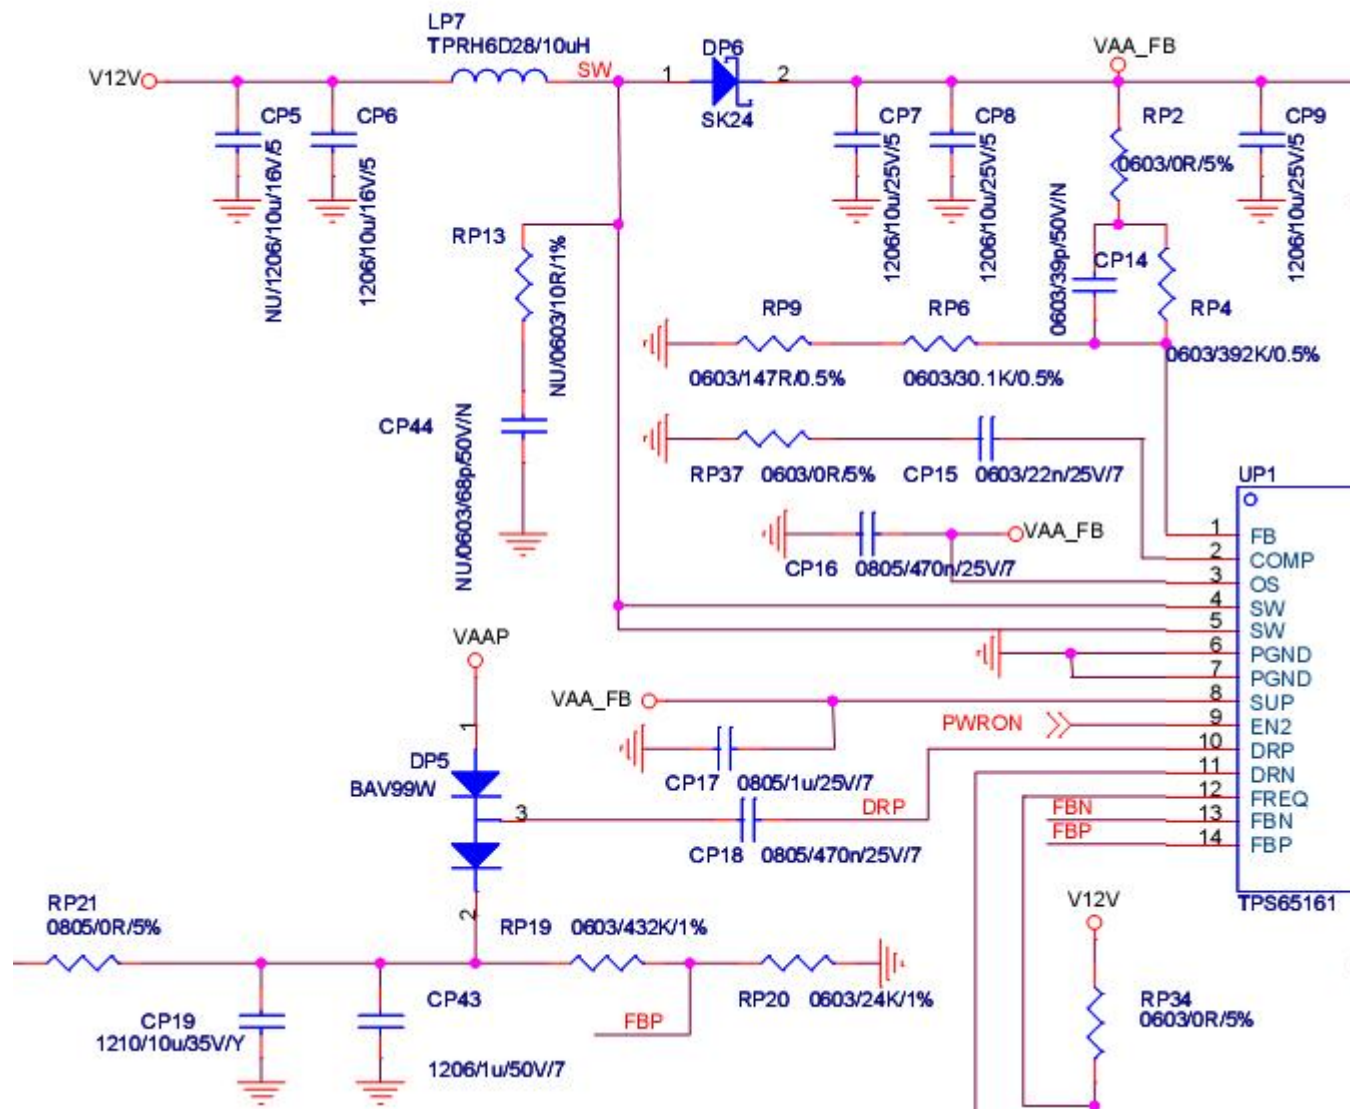 LP7
TPRH6D28/10uH
V12V
SW
1
DP6
2
SK24
VAA_FB
CP5
NU/1206/10u/16V/5
CP6
1206/10u/16V/5
CP7
1206/10u/25V/5
CP8
1206/10u/25V/5
RP2
0603/0R/5%
CP9
1206/10u/25V/5
RP13
NU/0603/10R/1%
CP14
0603/39p/50V/N
RP4
0603/392K/0.5%
RP9
0603/147R/0.5%
RP6
0603/30.1K/0.5%
CP44
NU/0603/68p/50V/N
RP37
0603/0R/5%
CP15
0603/22n/25V/7
CP16
0805/470n/25V/7
VAA_FB
UP1
1 FB
2 COMP
3 OS
4 SW
5 SW
6 PGND
7 PGND
8 SUP
9 EN2
10 DRP
11 DRN
12 FREQ
13 FBN
14 FBP
TPS65161
VAAP
1
DP5
BAV99W
3
2
VAA_FB
PWRON
CP17
0805/1u/25V/7
DRP
CP18
0805/470n/25V/7
FBN
FBP
RP21
0805/0R/5%
RP19
0603/432K/1%
RP20
0603/24K/1%
FBP
CP19
1210/10u/35V/Y
CP43
1206/1u/50V/7
V12V
RP34
0603/0R/5%